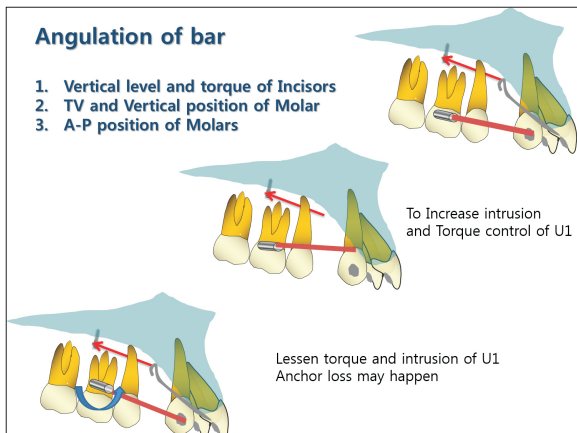 Angulation of bar
1. Vertical level and torque of Incisors
2. TV and Vertical position of Molar
3. A-P position of Molars
To Increase intrusion
and Torque control of U1
Lessen torque and intrusion of U1
Anchor loss may happen